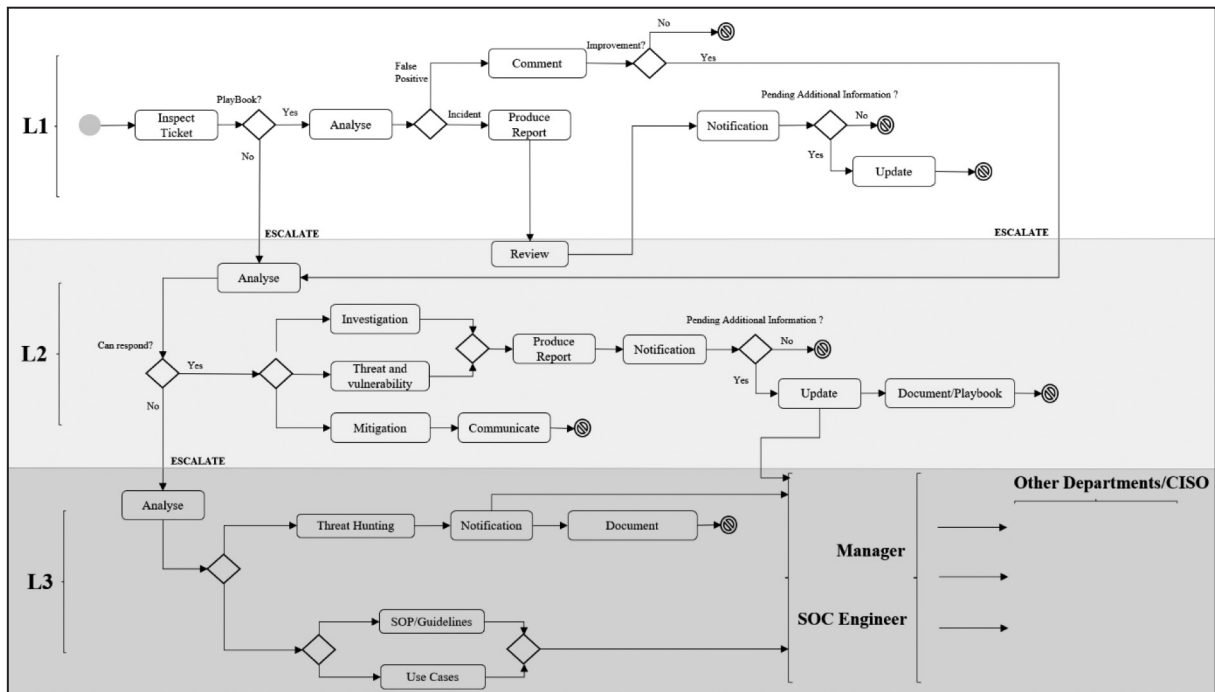 No
Improvement?
Yes
Comment
False
Positive
L1
PlayBook?
Pending Additional Information ?
Inspect
Ticket
Yes
Analyse
Incident
Produce
Report
Notification
No
No
Yes
Update
ESCALATE
ESCALATE
Review
Analyse
L2
Investigation
Pending Additional Information ?
Can respond?
No
Yes
Threat and
vulnerability
Produce
Report
Notification
Yes
No
Update
Document/Playbook
Mitigation
Communicate
ESCALATE
Other Departments/CISO
Analyse
Threat Hunting
Notification
Document
Manager
L3
SOP/Guidelines
SOC Engineer
Use Cases